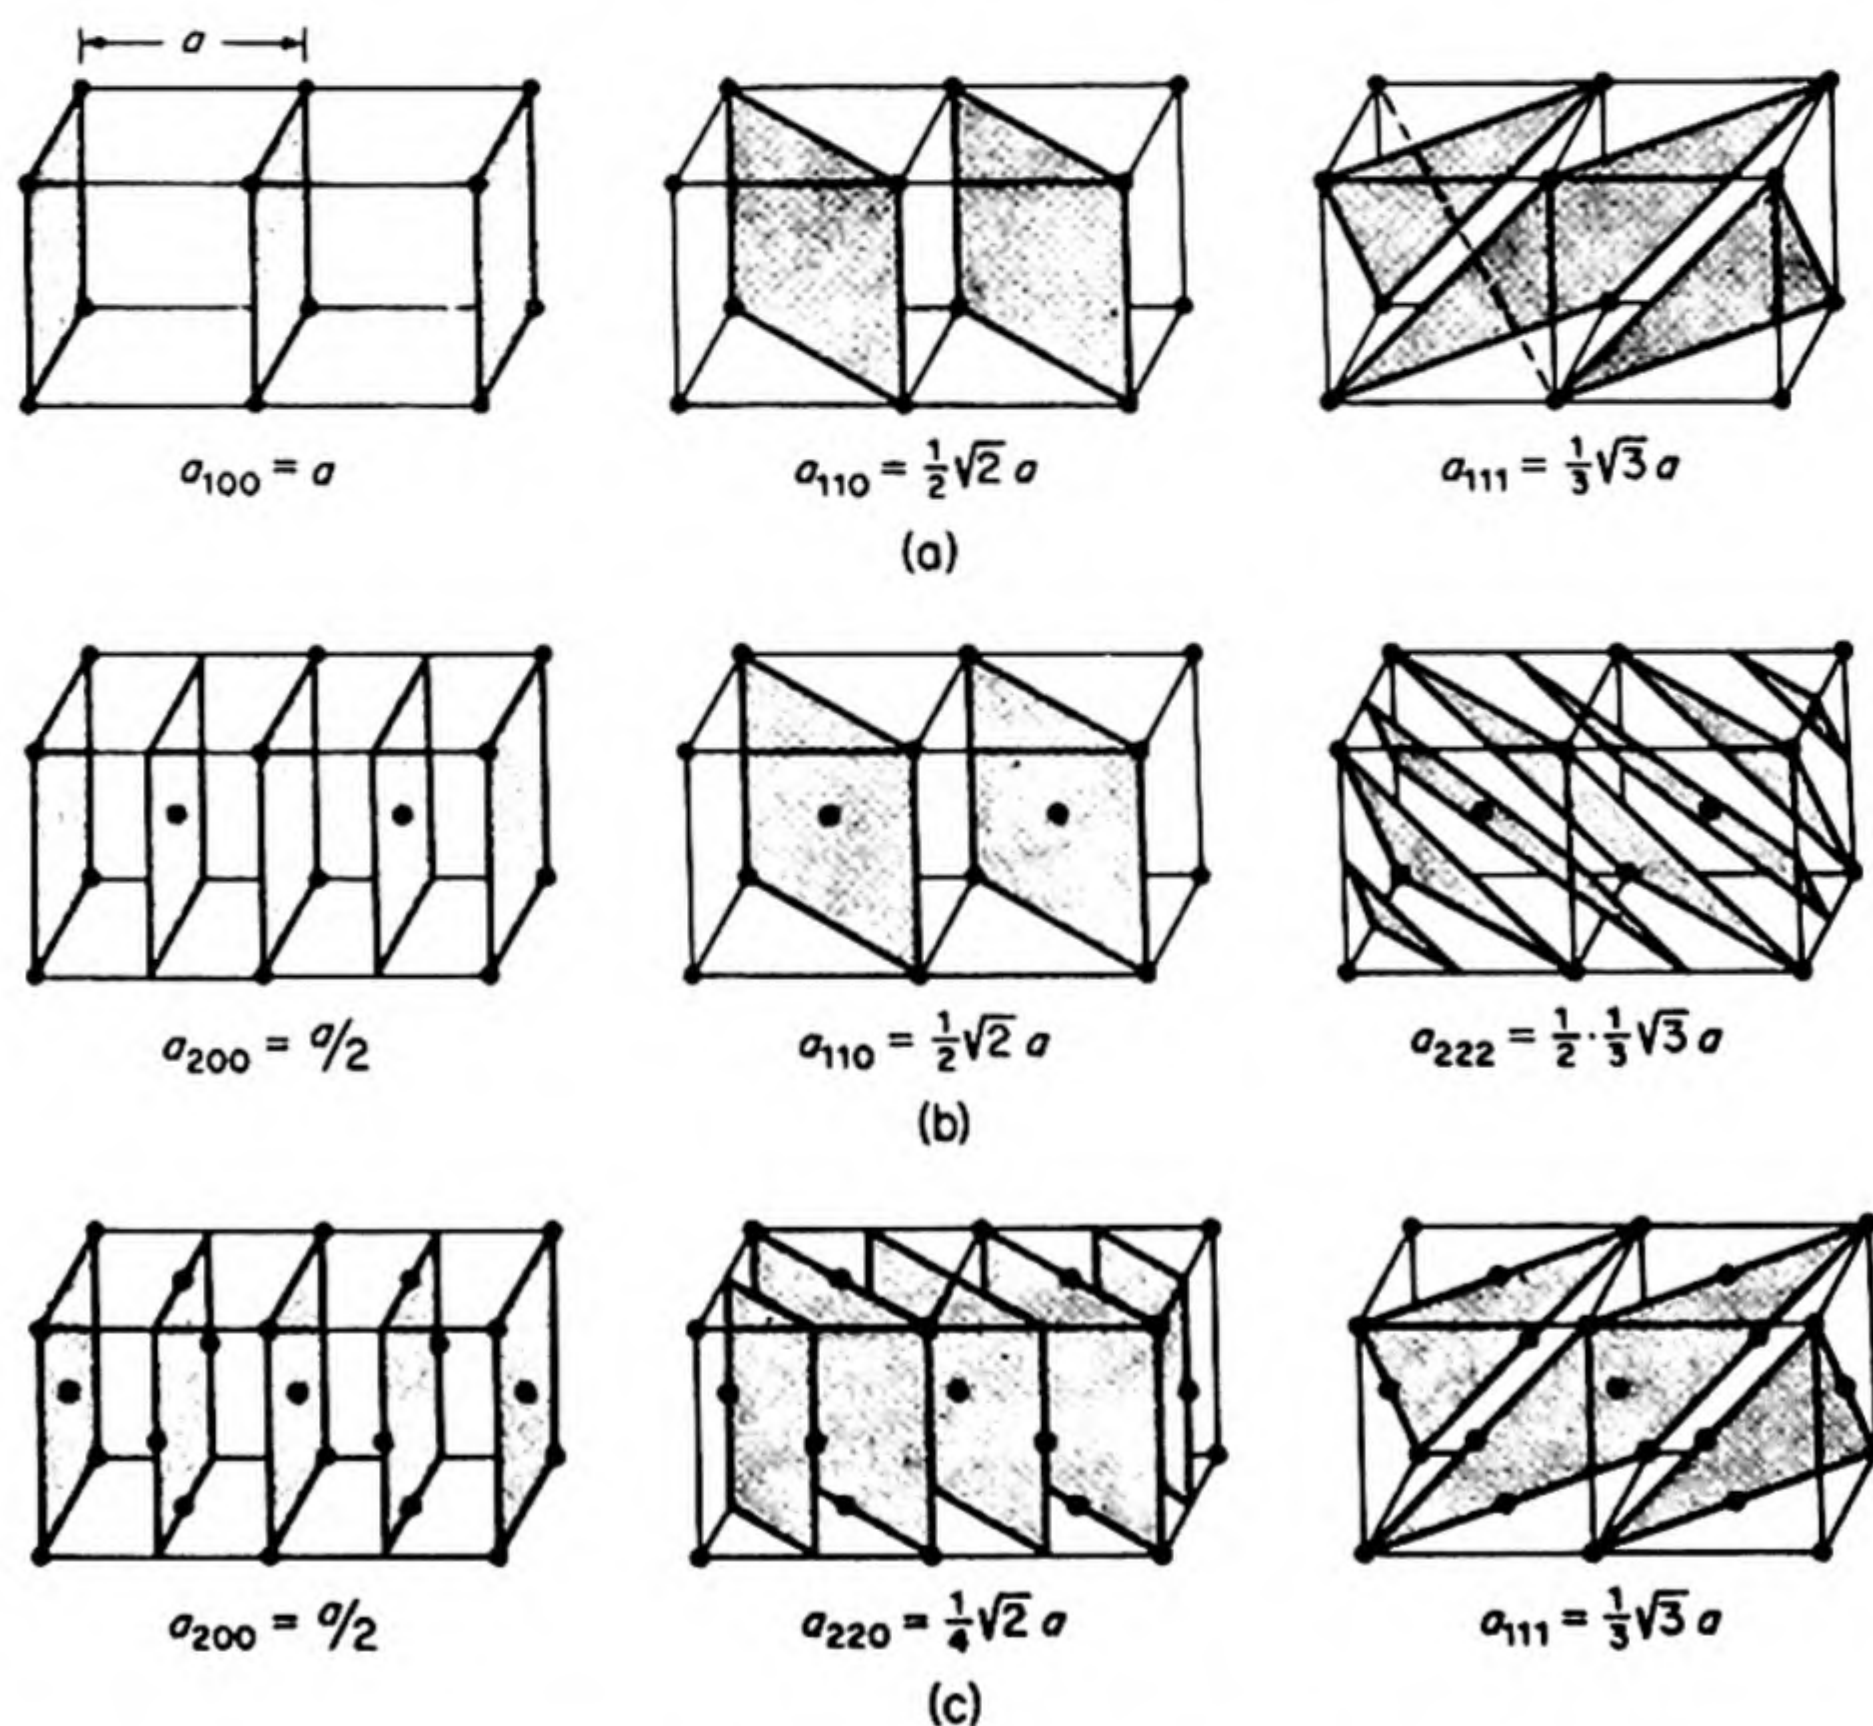 a
a₁₀₀ = a
a₁₁₀ = ½√2 a
a₁₁₁ = ⅓√3 a
(a)
a₂₀₀ = a/2
a₁₁₀ = ½√2 a
a₂₂₂ = ½·⅓√3 a
(b)
a₂₀₀ = a/2
a₂₂₀ = ¼√2 a
a₁₁₁ = ⅓√3 a
(c)